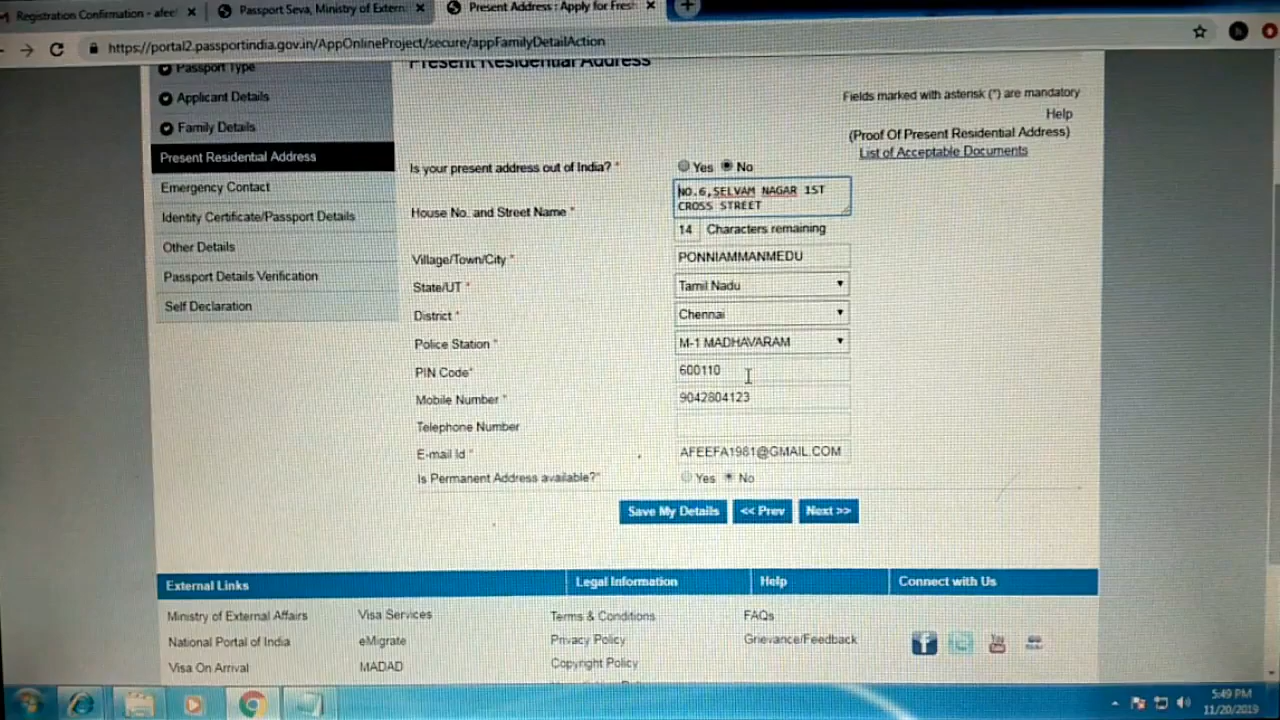 Registration Confirmation - afee
Passport Seva, Ministry of Extern
Present Address : Apply for Fresh
https://portal2.passportindia.gov.in/AppOnlineProject/secure/appFamilyDetailAction
Passport Type
Applicant Details
Family Details
Present Residential Address
Emergency Contact
Identity Certificate/Passport Details
Other Details
Passport Details Verification
Self Declaration
Present Residential Address
Fields marked with asterisk (*) are mandatory
Help
(Proof Of Present Residential Address)
List of Acceptable Documents
Is your present address out of India? * Yes No
House No. and Street Name * NO.6,SELVAM NAGAR 1ST
CROSS STREET
14 Characters remaining
Village/Town/City * PONNIAMMANMEDU
State/UT * Tamil Nadu
District * Chennai
Police Station * M-1 MADHAVARAM
PIN Code* 600110
Mobile Number * 9042804123
Telephone Number
E-mail Id * AFEEFA1981@GMAIL.COM
Is Permanent Address available?* Yes No
Save My Details << Prev Next >>
External Links Legal Information Help Connect with Us
Ministry of External Affairs Visa Services Terms & Conditions FAQs
National Portal of India eMigrate Privacy Policy Grievance/Feedback
Visa On Arrival MADAD Copyright Policy
5:49 PM
11/20/2019